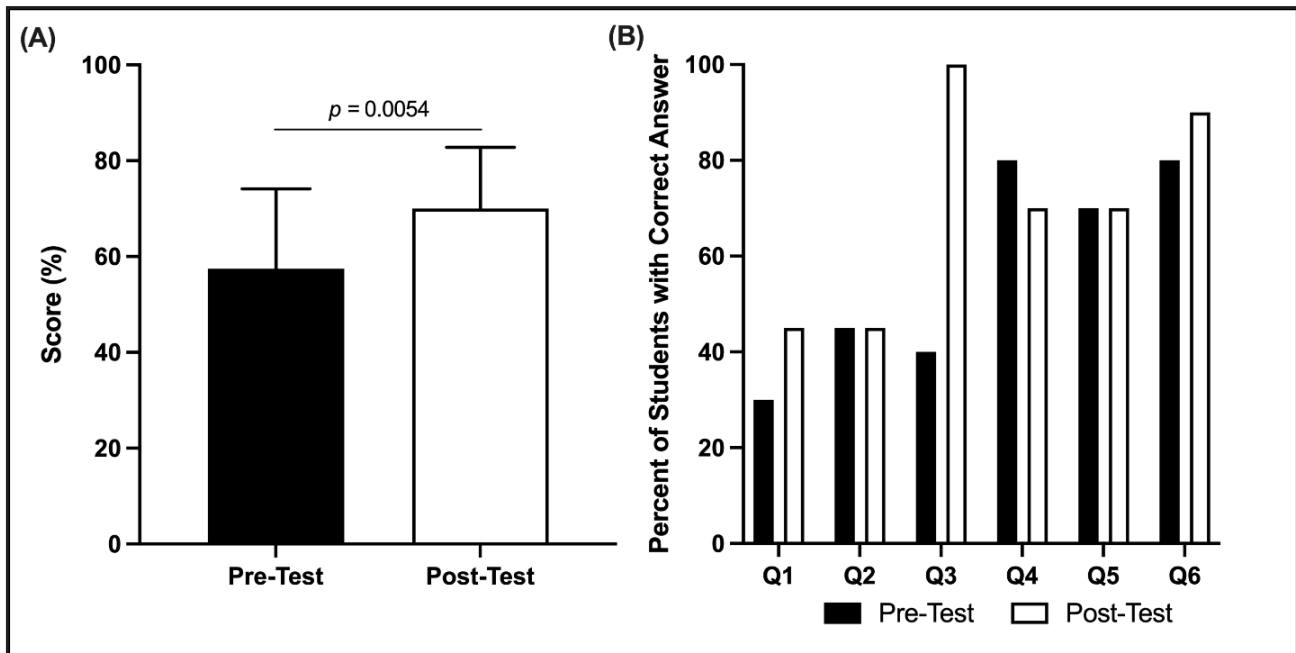 (A)
Score (%)
100
80
60
40
20
0
p = 0.0054
Pre-Test
Post-Test
(B)
Percent of Students with Correct Answer
100
80
60
40
20
0
Q1 Q2 Q3 Q4 Q5 Q6
Pre-Test Post-Test